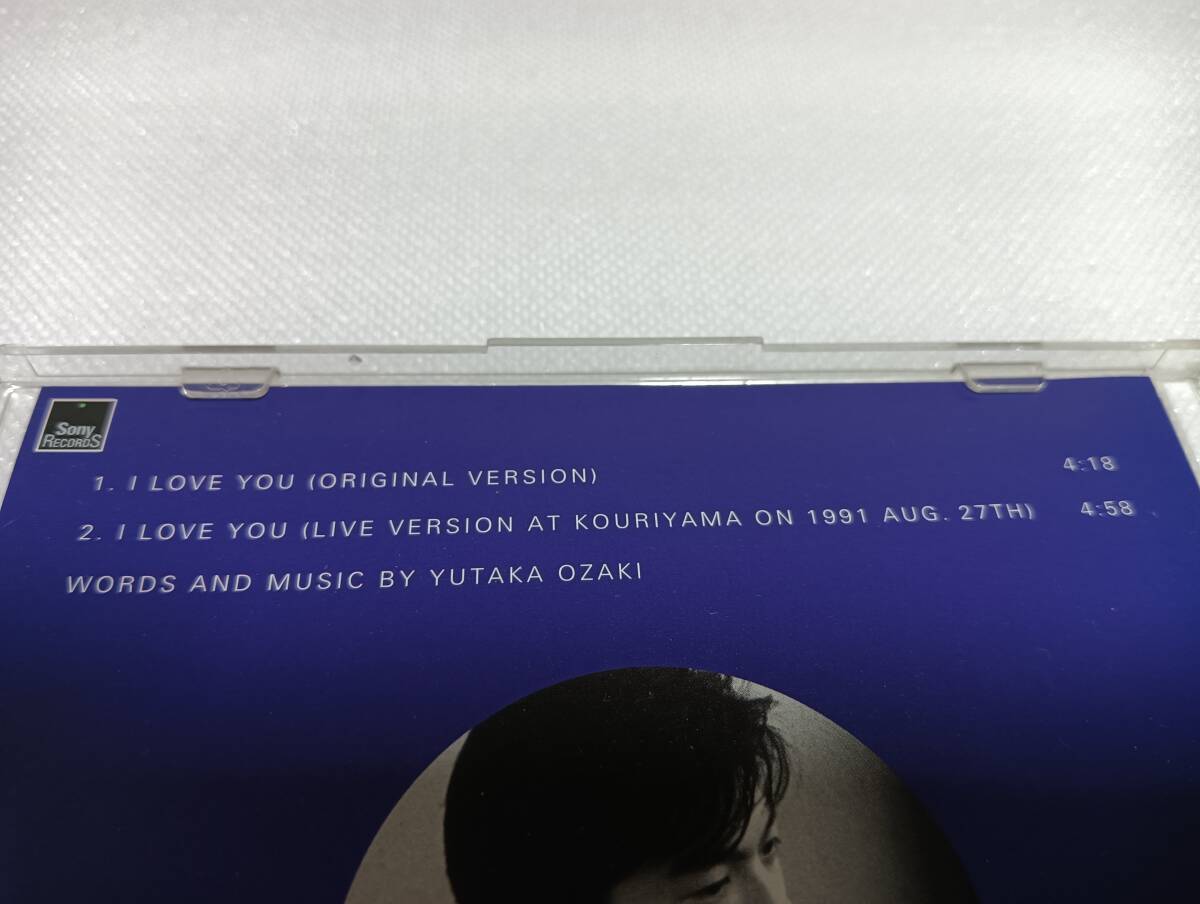 Sony
RECORDS
1. I LOVE YOU (ORIGINAL VERSION) 4:18
2. I LOVE YOU (LIVE VERSION AT KOURIYAMA ON 1991 AUG. 27TH) 4:58
WORDS AND MUSIC BY YUTAKA OZAKI